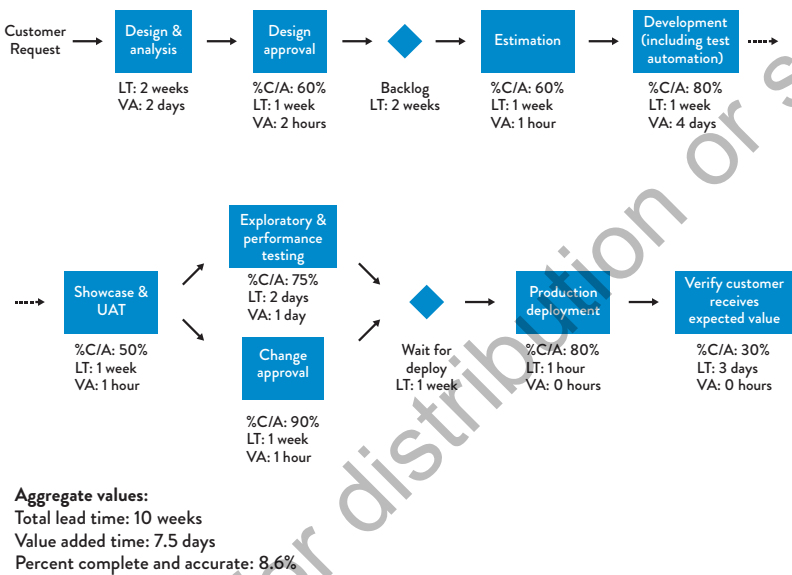 Customer
Request
Design &
analysis
LT: 2 weeks
VA: 2 days
Design
approval
%C/A: 60%
LT: 1 week
VA: 2 hours
Backlog
LT: 2 weeks
Estimation
%C/A: 60%
LT: 1 week
VA: 1 hour
Development
(including test
automation)
%C/A: 80%
LT: 1 week
VA: 4 days
Showcase &
UAT
%C/A: 50%
LT: 1 week
VA: 1 hour
Exploratory &
performance
testing
%C/A: 75%
LT: 2 days
VA: 1 day
Change
approval
%C/A: 90%
LT: 1 week
VA: 1 hour
Wait for
deploy
LT: 1 week
Production
deployment
%C/A: 80%
LT: 1 hour
VA: 0 hours
Verify customer
receives
expected value
%C/A: 30%
LT: 3 days
VA: 0 hours
Aggregate values:
Total lead time: 10 weeks
Value added time: 7.5 days
Percent complete and accurate: 8.6%
for distribution or s